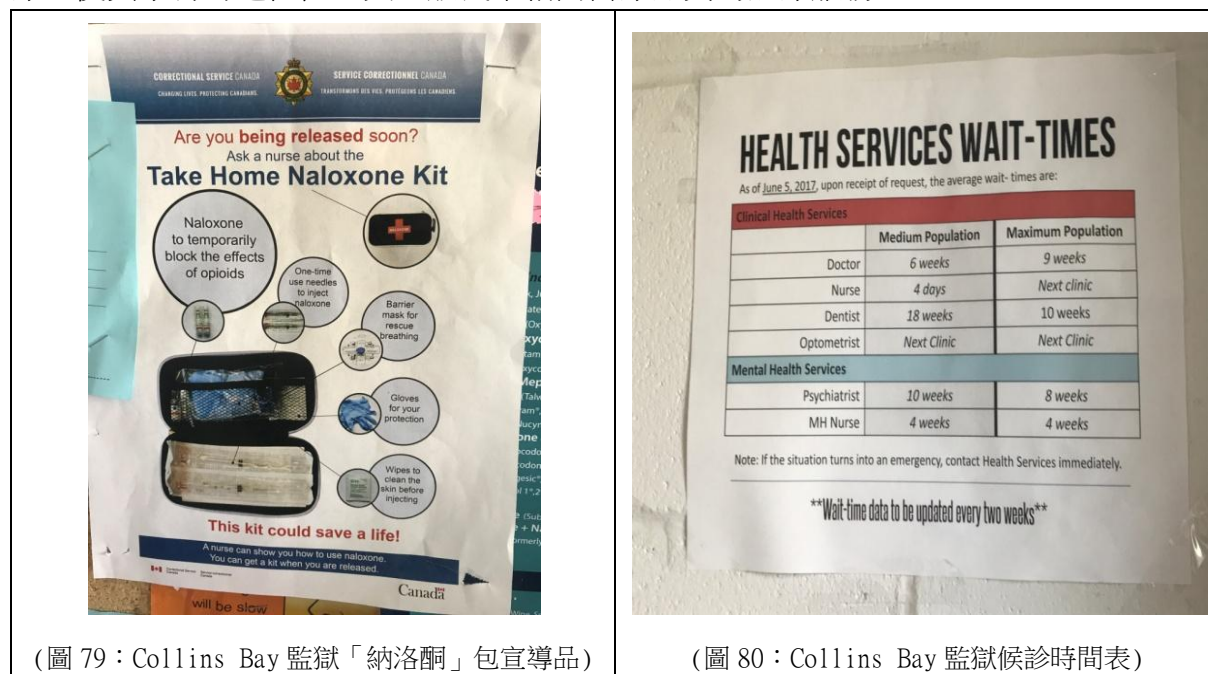 CORRECTIONAL SERVICE CANADA
CHANGING LIVES. PROTECTING CANADIANS.
SERVICE CORRECTIONNEL CANADA
TRANSFORMONS DES VIES. PROTÉGEONS LES CANADIENS.
Are you being released soon?
Ask a nurse about the
Take Home Naloxone Kit
Naloxone
to temporarily
block the effects
of opioids
One-time
use needles
to inject
naloxone
Barrier
mask for
rescue
breathing
Gloves
for your
protection
Wipes to
clean the
skin before
injecting
This kit could save a life!
A nurse can show you how to use naloxone.
You can get a kit when you are released.
Canada
will be slow
(圖 79：Collins Bay 監獄「納洛酮」包宣導品)
HEALTH SERVICES WAIT-TIMES
As of June 5, 2017, upon receipt of request, the average wait- times are:
Clinical Health Services
Medium Population Maximum Population
Doctor 6 weeks 9 weeks
Nurse 4 days Next clinic
Dentist 18 weeks 10 weeks
Optometrist Next Clinic Next Clinic
Mental Health Services
Psychiatrist 10 weeks 8 weeks
MH Nurse 4 weeks 4 weeks
Note: If the situation turns into an emergency, contact Health Services immediately.
**Wait-time data to be updated every two weeks**
(圖 80：Collins Bay 監獄候診時間表)